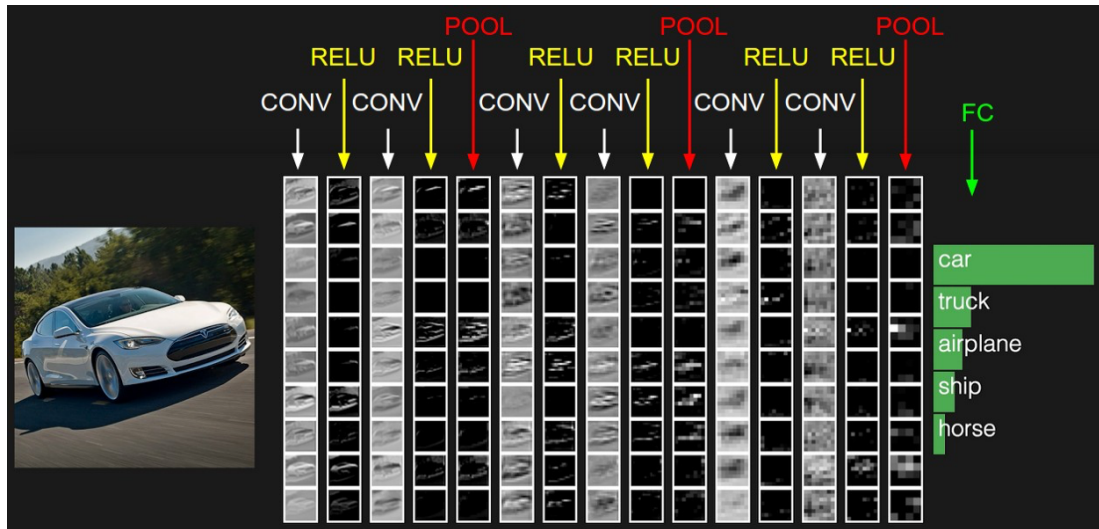 POOL POOL POOL
RELU RELU RELU RELU RELU RELU
CONV CONV CONV CONV CONV CONV
FC
car
truck
airplane
ship
horse